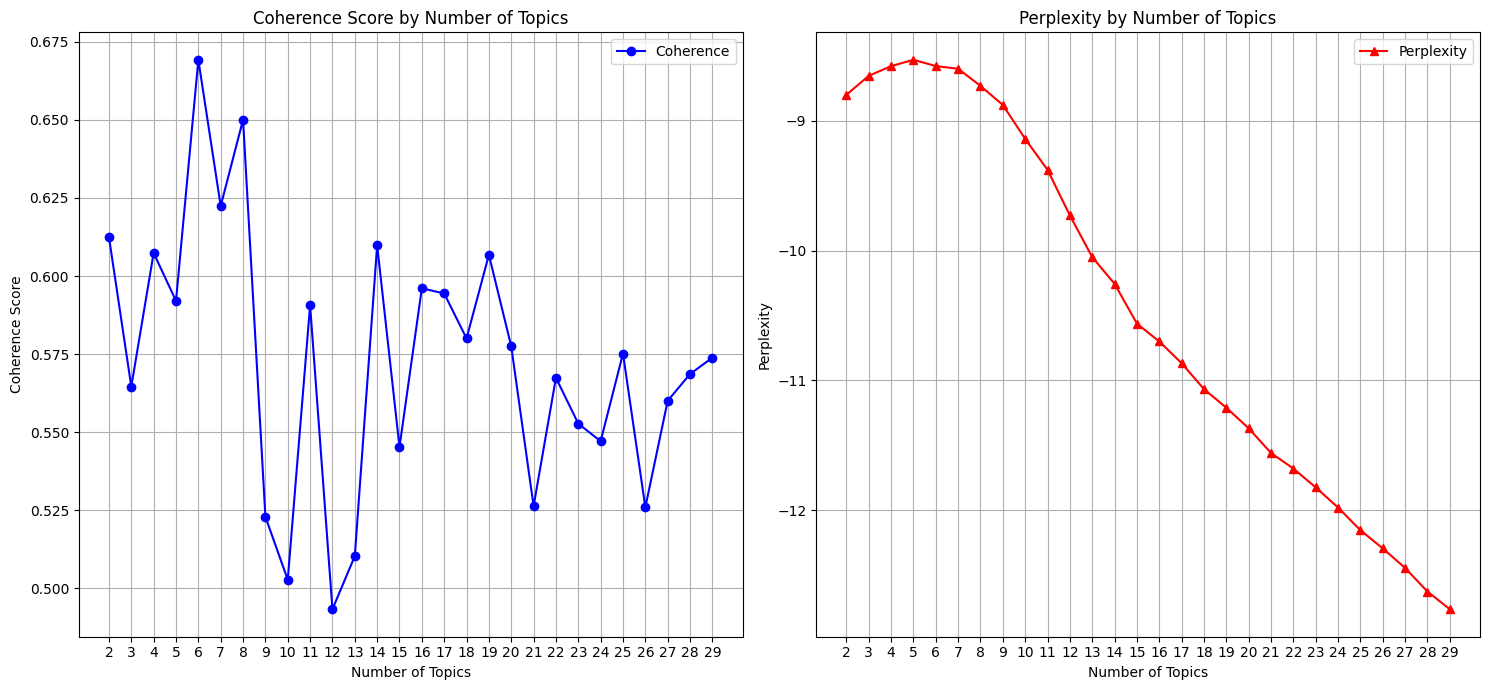 Coherence Score by Number of Topics
Coherence
0.675
0.650
0.625
0.600
0.575
0.550
0.525
0.500
Coherence Score
2 3 4 5 6 7 8 9 10 11 12 13 14 15 16 17 18 19 20 21 22 23 24 25 26 27 28 29
Number of Topics
Perplexity by Number of Topics
Perplexity
−9
−10
−11
−12
Perplexity
2 3 4 5 6 7 8 9 10 11 12 13 14 15 16 17 18 19 20 21 22 23 24 25 26 27 28 29
Number of Topics